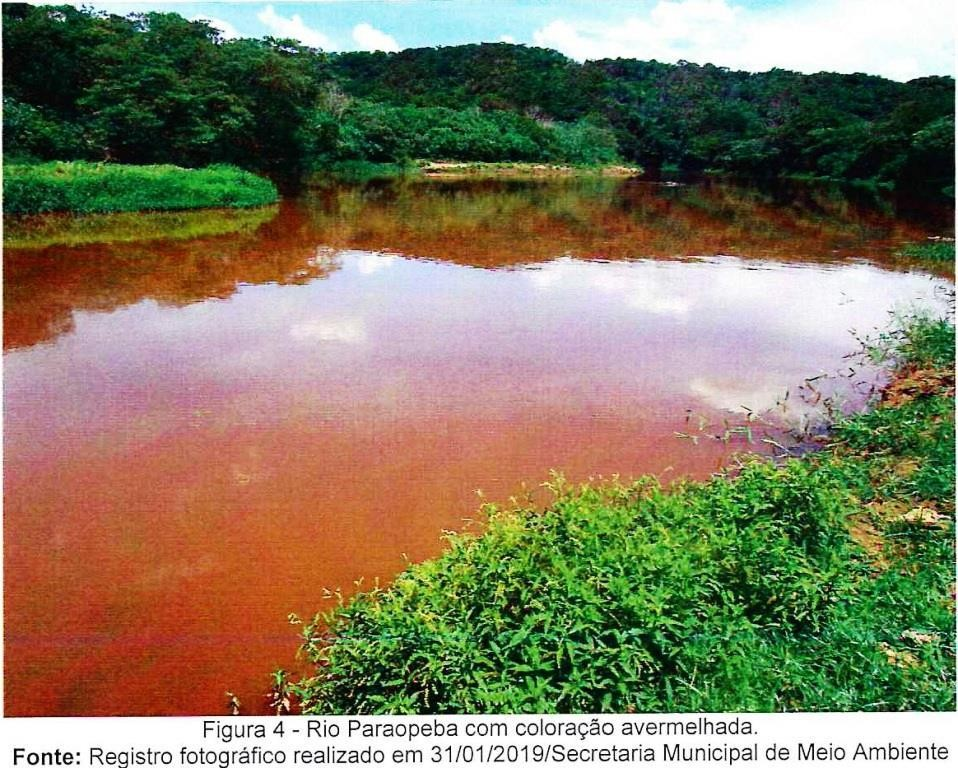 Figura 4 - Rio Paraopeba com coloração avermelhada.
Fonte: Registro fotográfico realizado em 31/01/2019/Secretaria Municipal de Meio Ambiente